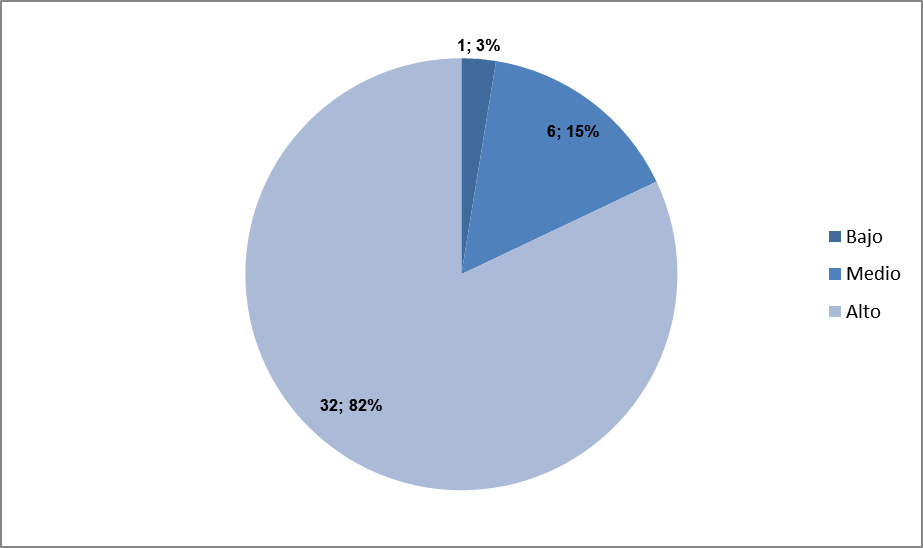 1; 3%
6; 15%
32; 82%
Bajo
Medio
Alto